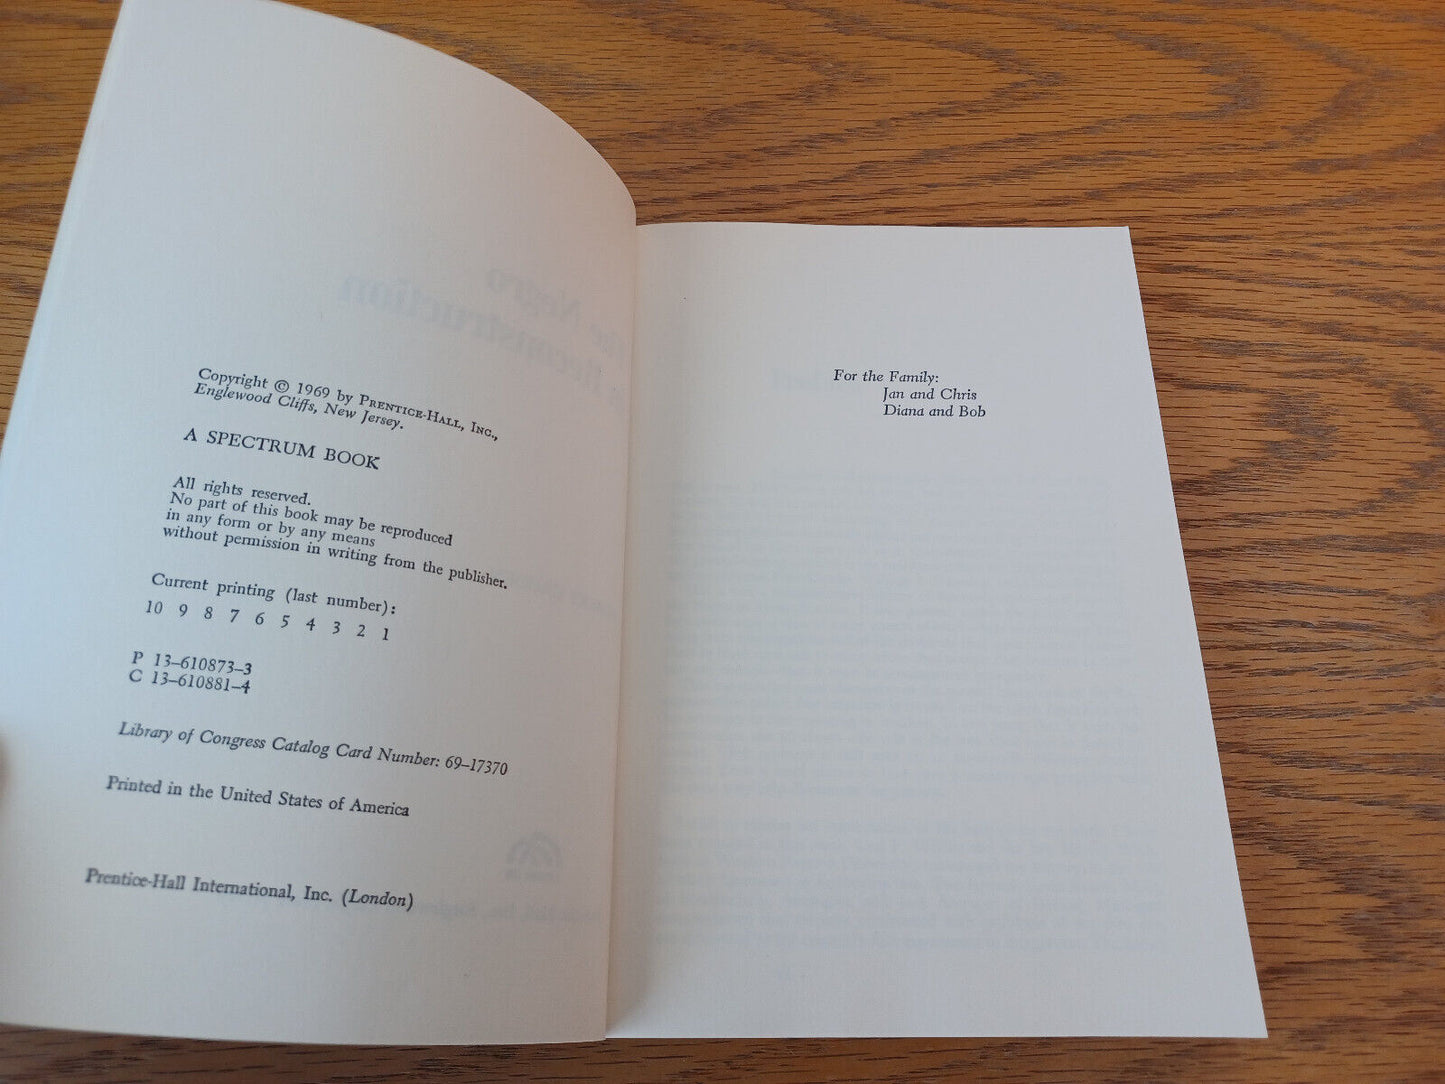 Copyright © 1969 by PRENTICE-HALL, INC.,
Englewood Cliffs, New Jersey.
A SPECTRUM BOOK
All rights reserved.
No part of this book may be reproduced
in any form or by any means
without permission in writing from the publisher.
Current printing (last number):
10 9 8 7 6 5 4 3 2 1
P 13-610873-3
C 13-610881-4
Library of Congress Catalog Card Number: 69-17370
Printed in the United States of America
Prentice-Hall International, Inc. (London)
For the Family:
Jan and Chris
Diana and Bob